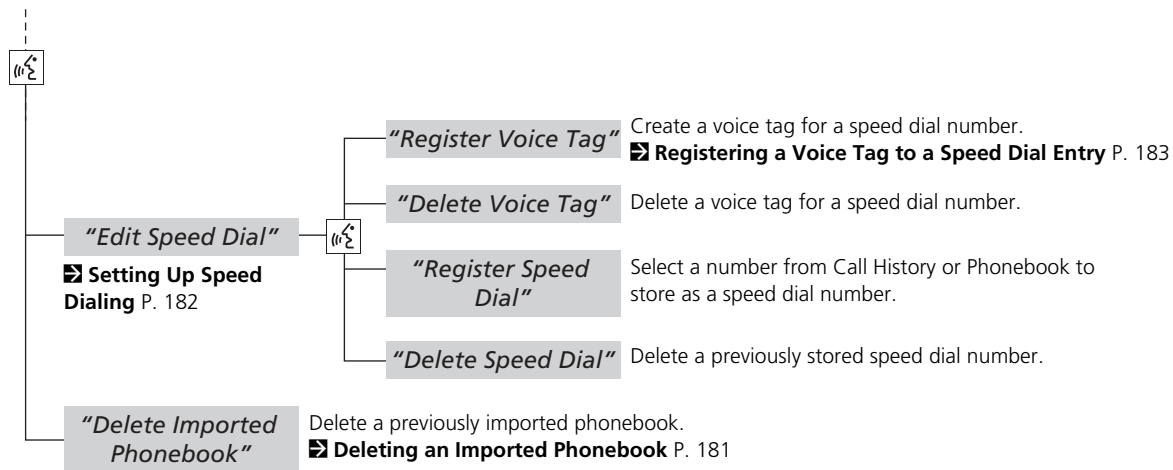 “Register Voice Tag”
Create a voice tag for a speed dial number.
Registering a Voice Tag to a Speed Dial Entry P. 183
“Delete Voice Tag”
Delete a voice tag for a speed dial number.
“Edit Speed Dial”
Setting Up Speed
Dialing P. 182
“Register Speed
Dial”
Select a number from Call History or Phonebook to
store as a speed dial number.
“Delete Speed Dial”
Delete a previously stored speed dial number.
“Delete Imported
Phonebook”
Delete a previously imported phonebook.
Deleting an Imported Phonebook P. 181